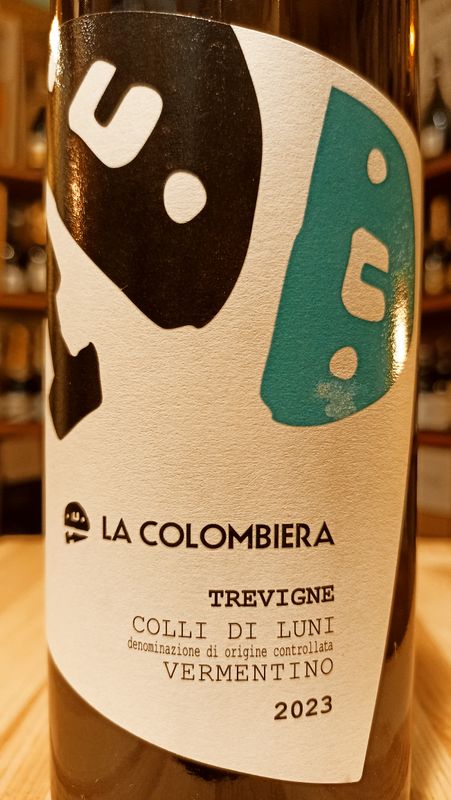 LA COLOMBIERA
TREVIGNE
COLLI DI LUNI
denominazione di origine controllata
VERMENTINO
2023